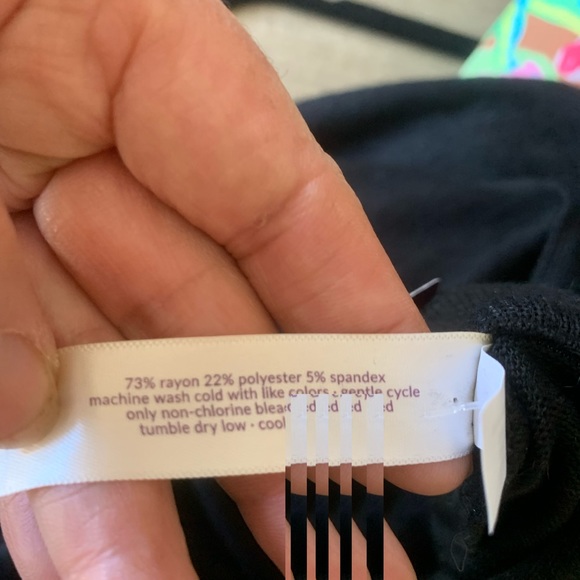 73% rayon 22% polyester 5% spandex
machine wash cold with like colors · gentle cycle
only non-chlorine
tumble dry low · cool